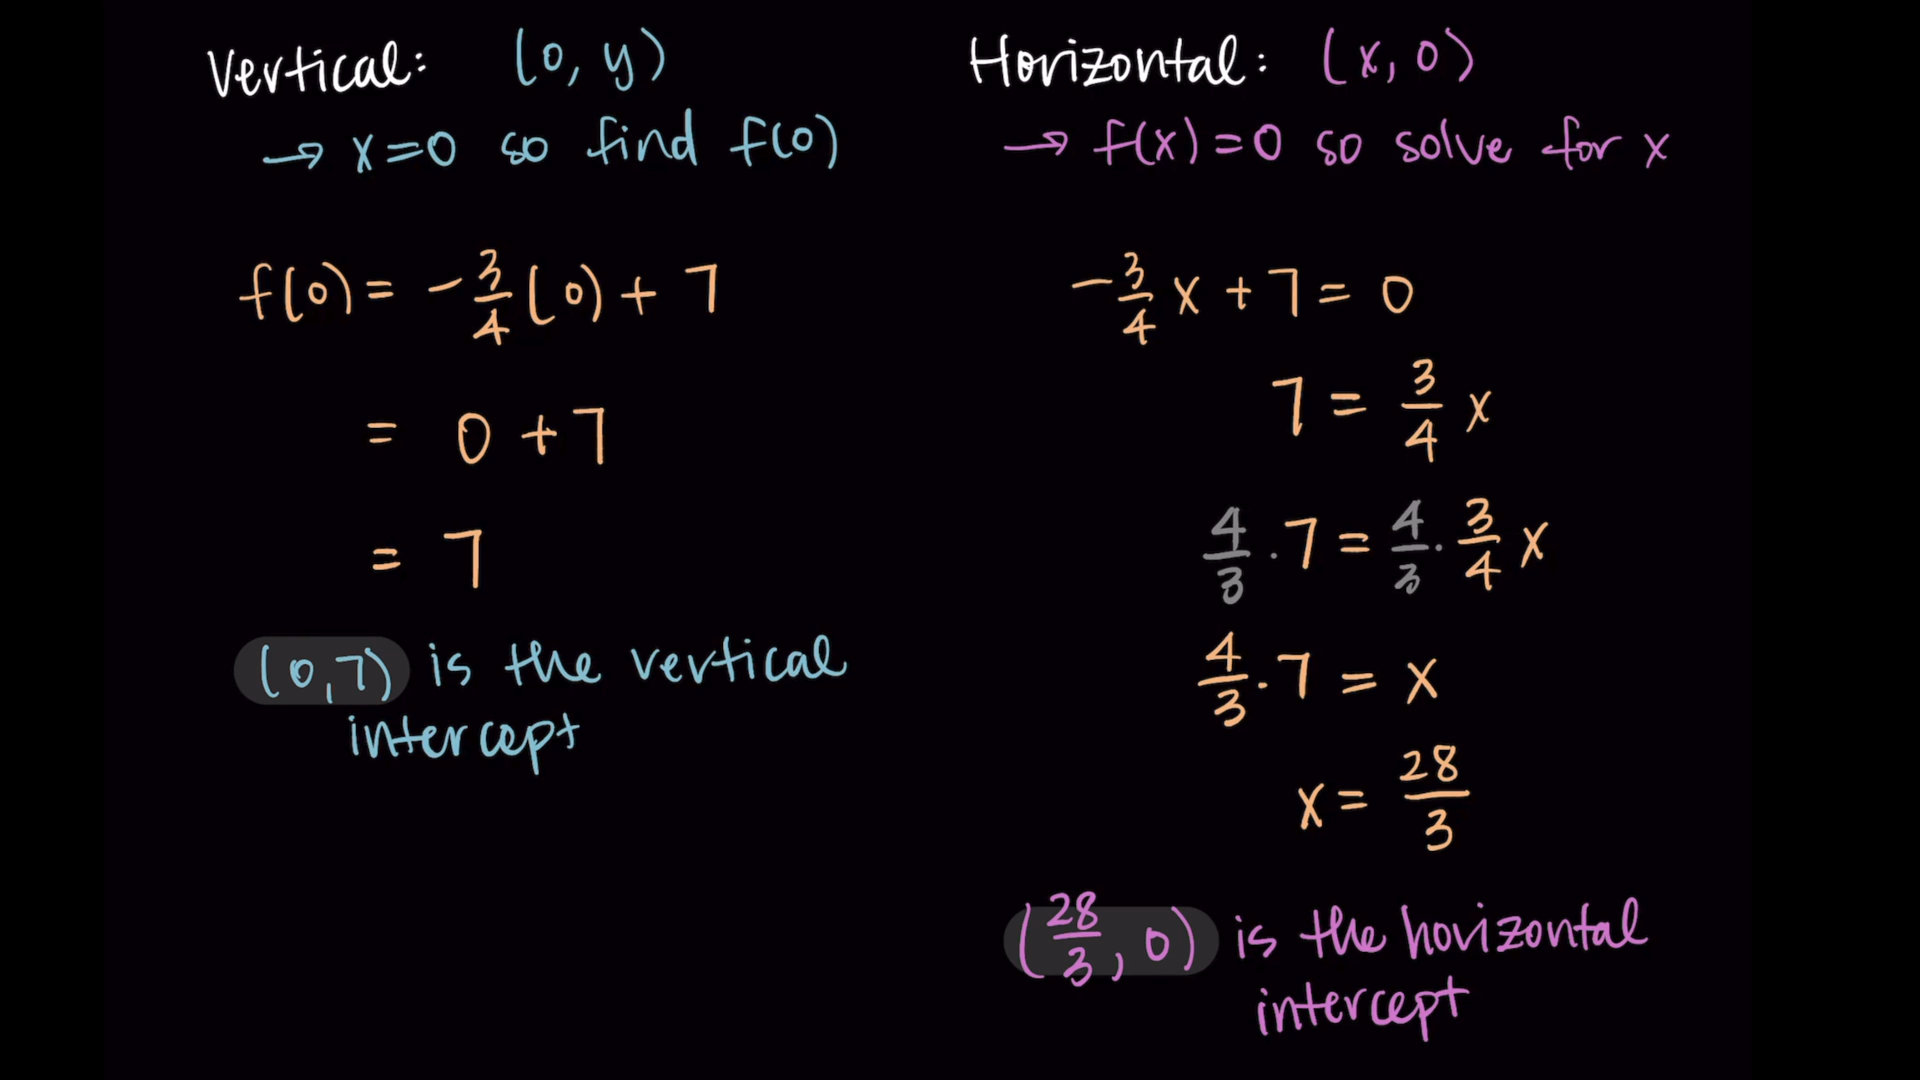 Vertical: (0, y)
→ x=0 so find f(0)
f(0) = -3/4(0) + 7
= 0 + 7
= 7
(0,7) is the vertical
intercept
Horizontal: (x, 0)
→ f(x)=0 so solve for x
-3/4 x + 7 = 0
7 = 3/4 x
4/3 · 7 = 4/3 · 3/4 x
4/3 · 7 = x
x = 28/3
(28/3, 0) is the horizontal
intercept